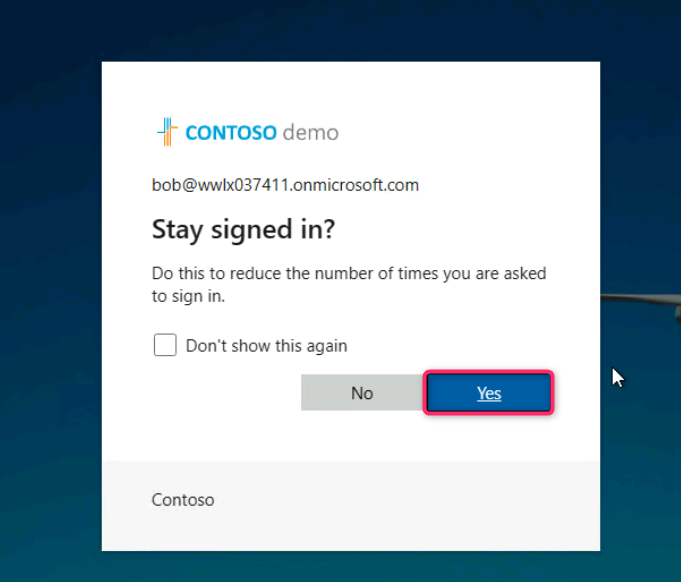 CONTOSO demo
bob@wwlx037411.onmicrosoft.com
Stay signed in?
Do this to reduce the number of times you are asked
to sign in.
Don't show this again
No
Yes
Contoso